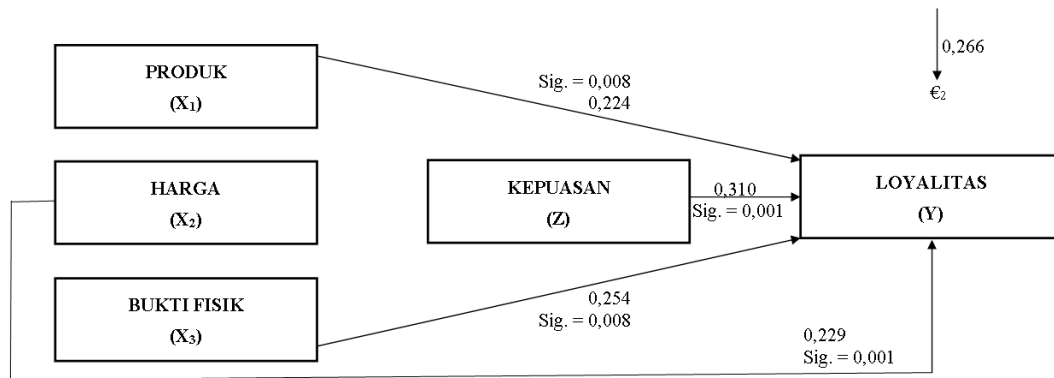 0,266
€₂
PRODUK
(X₁)
Sig. = 0,008
0,224
HARGA
(X₂)
KEPUASAN
(Z)
0,310
Sig. = 0,001
LOYALITAS
(Y)
BUKTI FISIK
(X₃)
0,254
Sig. = 0,008
0,229
Sig. = 0,001